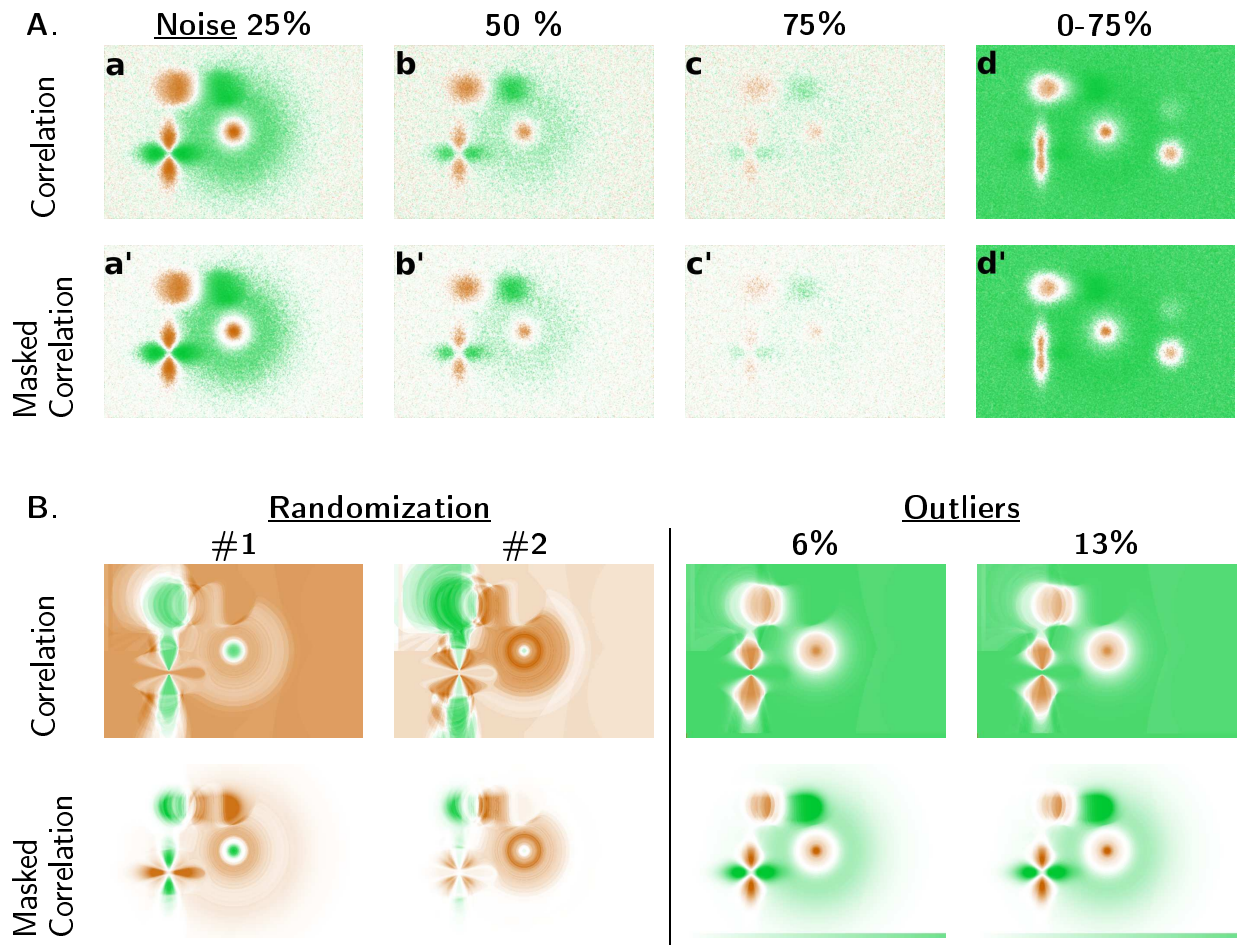 A.
Noise 25%
50 %
75%
0-75%
Correlation
a
b
c
d
Masked
Correlation
a'
b'
c'
d'
B.
Randomization
Outliers
#1
#2
6%
13%
Correlation
Masked
Correlation